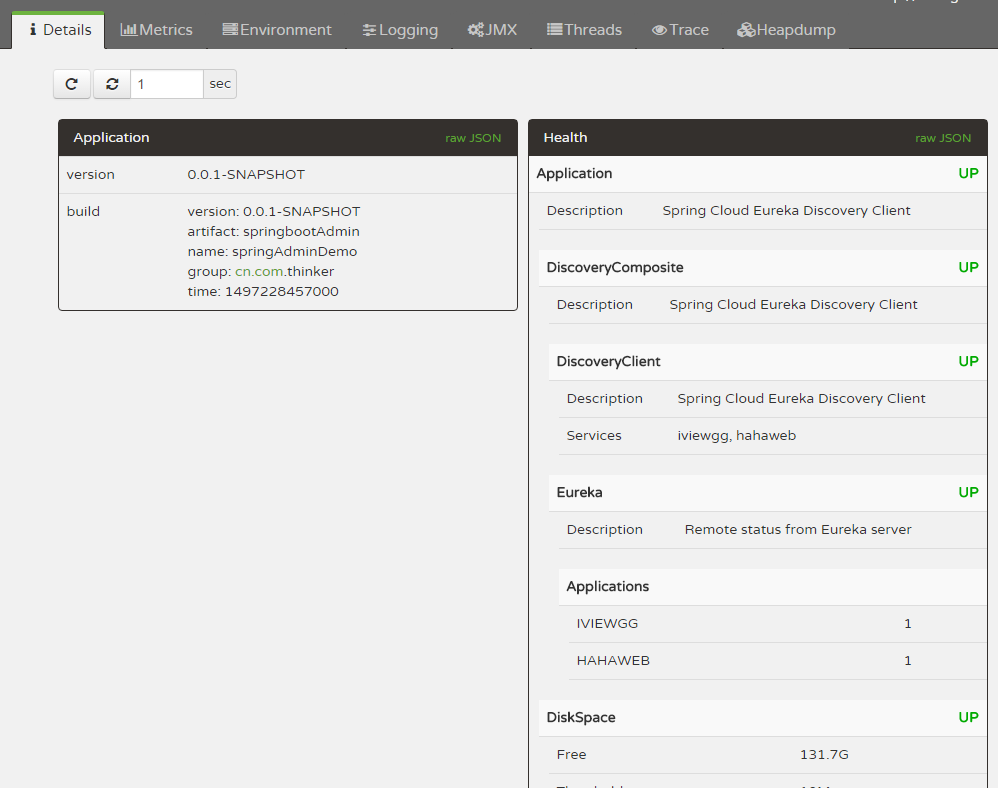 Details Metrics Environment Logging JMX Threads Trace Heapdump
1 sec
Application raw JSON
version 0.0.1-SNAPSHOT
build version: 0.0.1-SNAPSHOT
artifact: springbootAdmin
name: springAdminDemo
group: cn.com.thinker
time: 1497228457000
Health raw JSON
Application UP
Description Spring Cloud Eureka Discovery Client
DiscoveryComposite UP
Description Spring Cloud Eureka Discovery Client
DiscoveryClient UP
Description Spring Cloud Eureka Discovery Client
Services iviewgg, hahaweb
Eureka UP
Description Remote status from Eureka server
Applications
IVIEWGG 1
HAHAWEB 1
DiskSpace UP
Free 131.7G